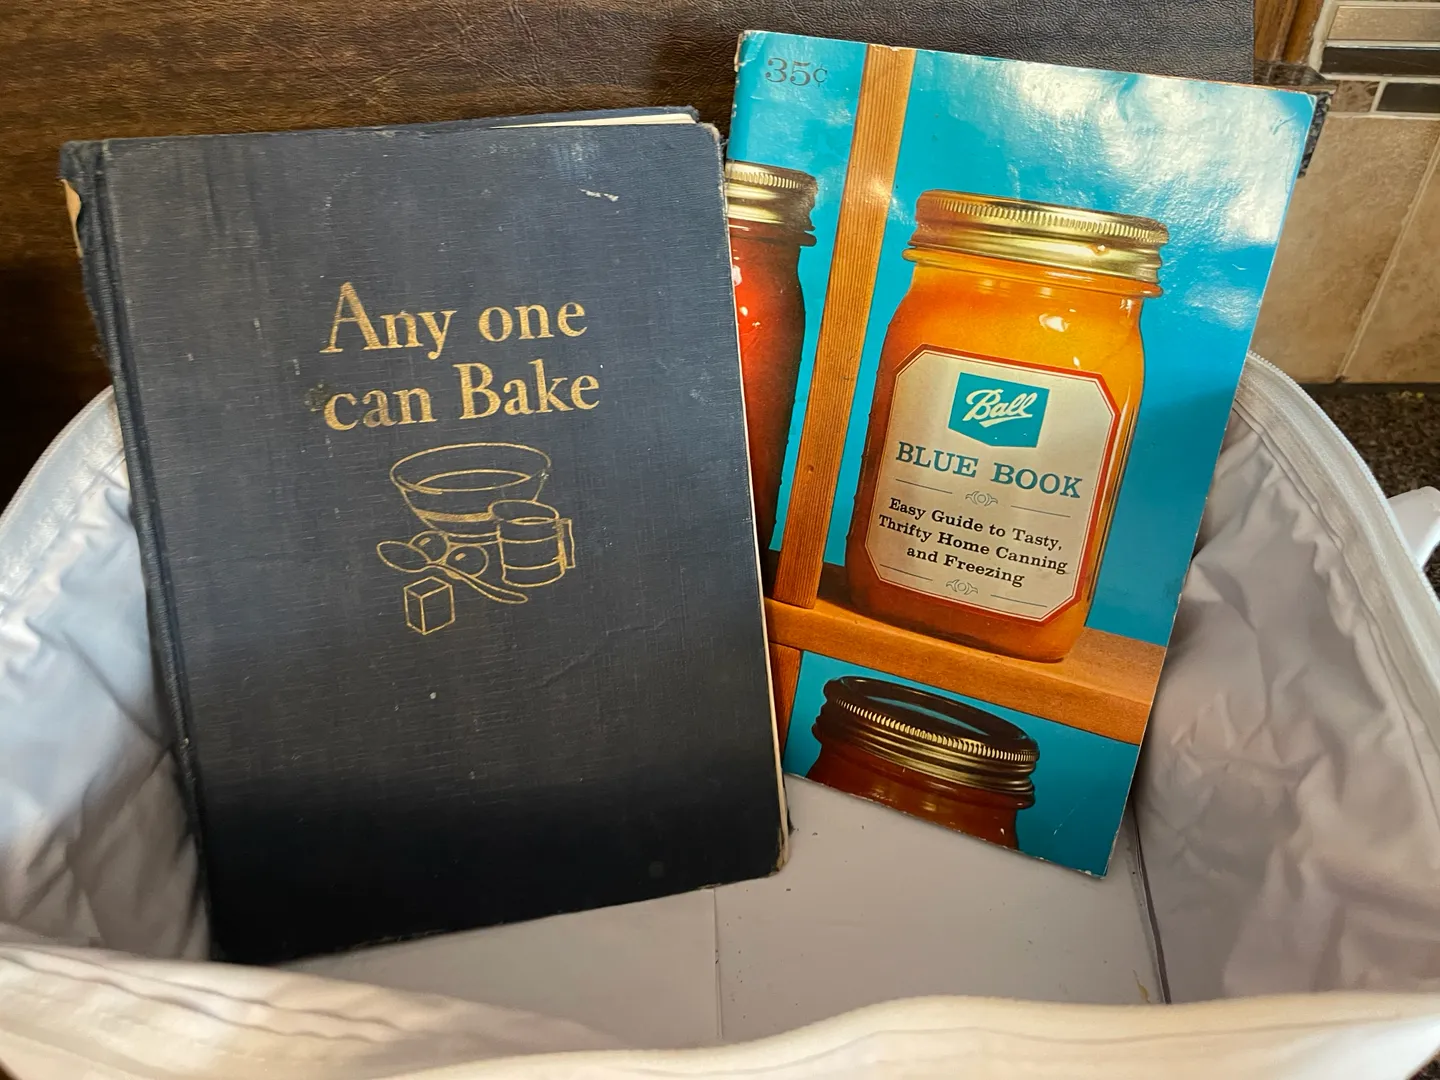 Any one
can Bake
35¢
Ball
BLUE BOOK
Easy Guide to Tasty,
Thrifty Home Canning
and Freezing